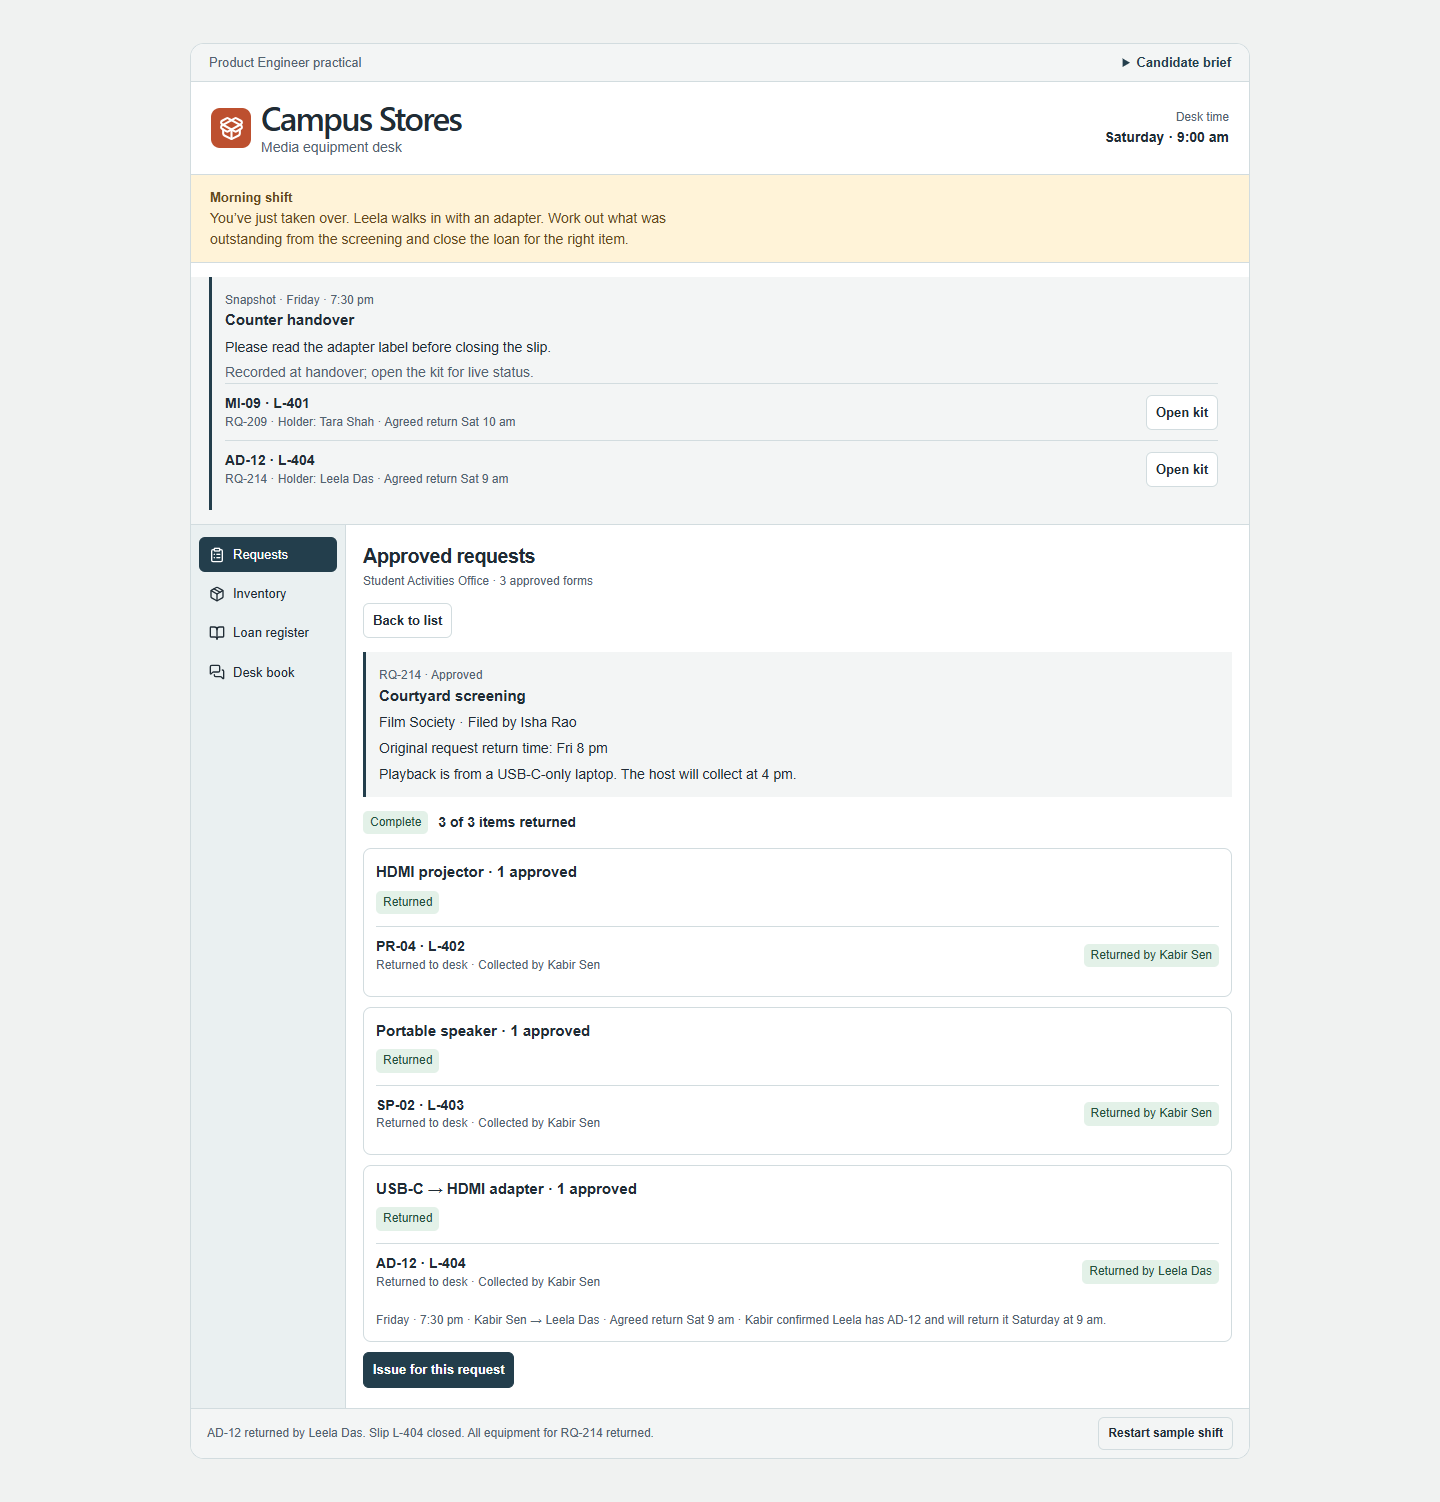 Product Engineer practical
Candidate brief
Campus Stores
Media equipment desk
Desk time
Saturday · 9:00 am
Morning shift
You’ve just taken over. Leela walks in with an adapter. Work out what was
outstanding from the screening and close the loan for the right item.
Snapshot · Friday · 7:30 pm
Counter handover
Please read the adapter label before closing the slip.
Recorded at handover; open the kit for live status.
MI-09 · L-401
RQ-209 · Holder: Tara Shah · Agreed return Sat 10 am
Open kit
AD-12 · L-404
RQ-214 · Holder: Leela Das · Agreed return Sat 9 am
Open kit
Requests
Inventory
Loan register
Desk book
Approved requests
Student Activities Office · 3 approved forms
Back to list
RQ-214 · Approved
Courtyard screening
Film Society · Filed by Isha Rao
Original request return time: Fri 8 pm
Playback is from a USB-C-only laptop. The host will collect at 4 pm.
Complete 3 of 3 items returned
HDMI projector · 1 approved
Returned
PR-04 · L-402
Returned to desk · Collected by Kabir Sen
Returned by Kabir Sen
Portable speaker · 1 approved
Returned
SP-02 · L-403
Returned to desk · Collected by Kabir Sen
Returned by Kabir Sen
USB-C → HDMI adapter · 1 approved
Returned
AD-12 · L-404
Returned to desk · Collected by Kabir Sen
Returned by Leela Das
Friday · 7:30 pm · Kabir Sen → Leela Das · Agreed return Sat 9 am · Kabir confirmed Leela has AD-12 and will return it Saturday at 9 am.
Issue for this request
AD-12 returned by Leela Das. Slip L-404 closed. All equipment for RQ-214 returned.
Restart sample shift